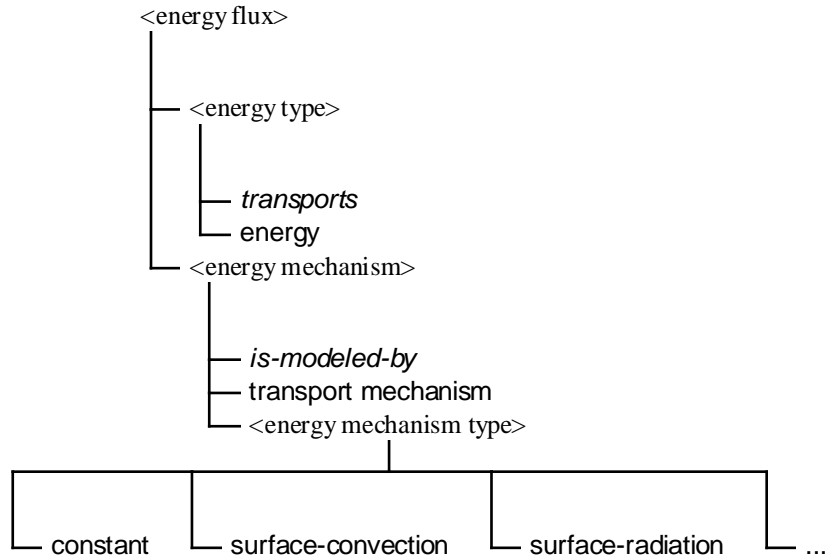 <energy flux>
<energy type>
transports
energy
<energy mechanism>
is-modeled-by
transport mechanism
<energy mechanism type>
constant surface-convection surface-radiation ...